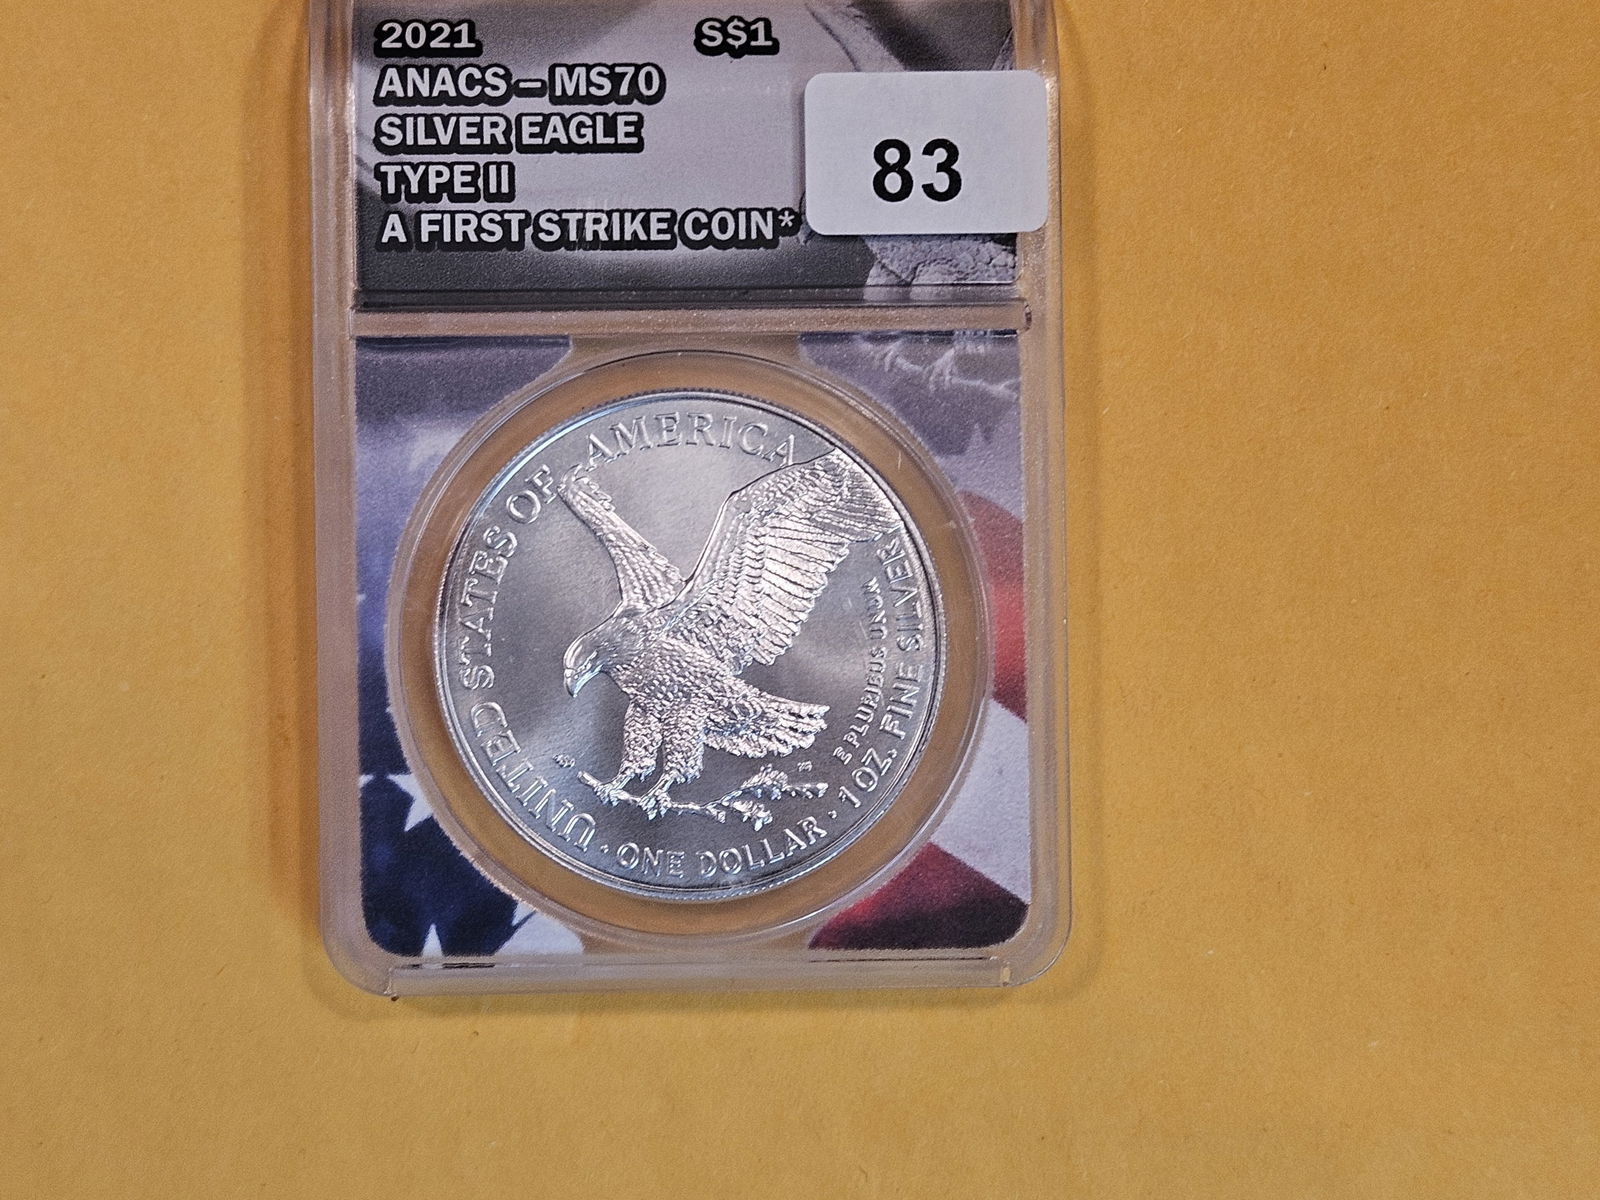 2021 S$1
ANACS – MS70
SILVER EAGLE
TYPE II
A FIRST STRIKE COIN*
83
UNITED STATES OF AMERICA
E PLURIBUS UNUM
· ONE DOLLAR · 1 OZ. FINE SILVER